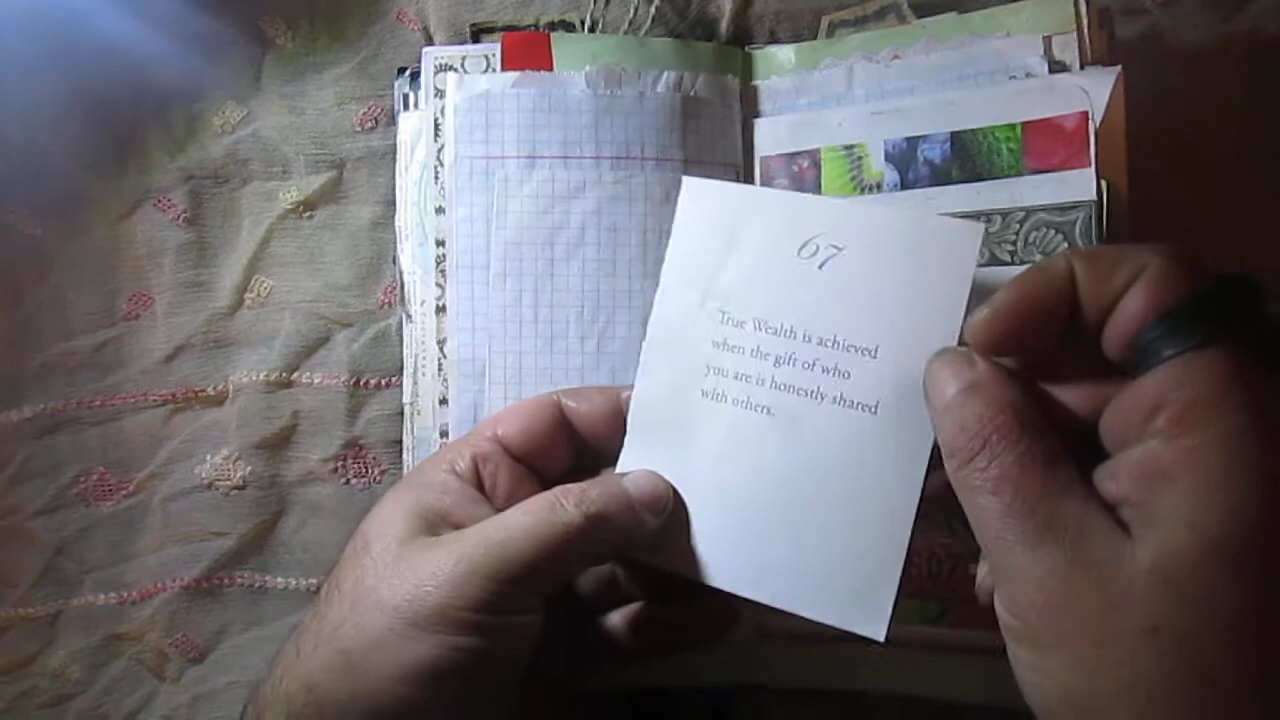 67
True Wealth is achieved
when the gift of who
you are is honestly shared
with others.